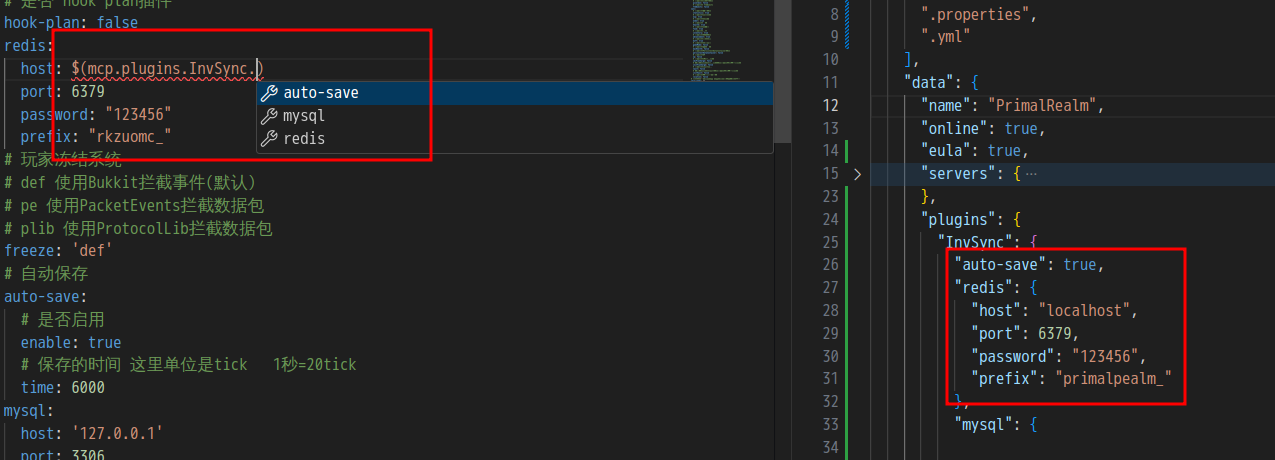 # 是否 hook plan插件
hook-plan: false
redis:
host: $(mcp.plugins.InvSync.)
port: 6379
password: "123456"
prefix: "rkzuomc_"
auto-save
mysql
redis
# 玩家冻结系统
# def 使用Bukkit拦截事件(默认)
# pe 使用PacketEvents拦截数据包
# plib 使用ProtocolLib拦截数据包
freeze: 'def'
# 自动保存
auto-save:
# 是否启用
enable: true
# 保存的时间 这里单位是tick 1秒=20tick
time: 6000
mysql:
host: '127.0.0.1'
port: 3306
8 ".properties",
9 ".yml"
10 ],
11 "data": {
12 "name": "PrimalRealm",
13 "online": true,
14 "eula": true,
15 "servers": { ···
23 },
24 "plugins": {
25 "InvSync": {
26 "auto-save": true,
27 "redis": {
28 "host": "localhost",
29 "port": 6379,
30 "password": "123456",
31 "prefix": "primalpealm_"
32 },
33 "mysql": {
34